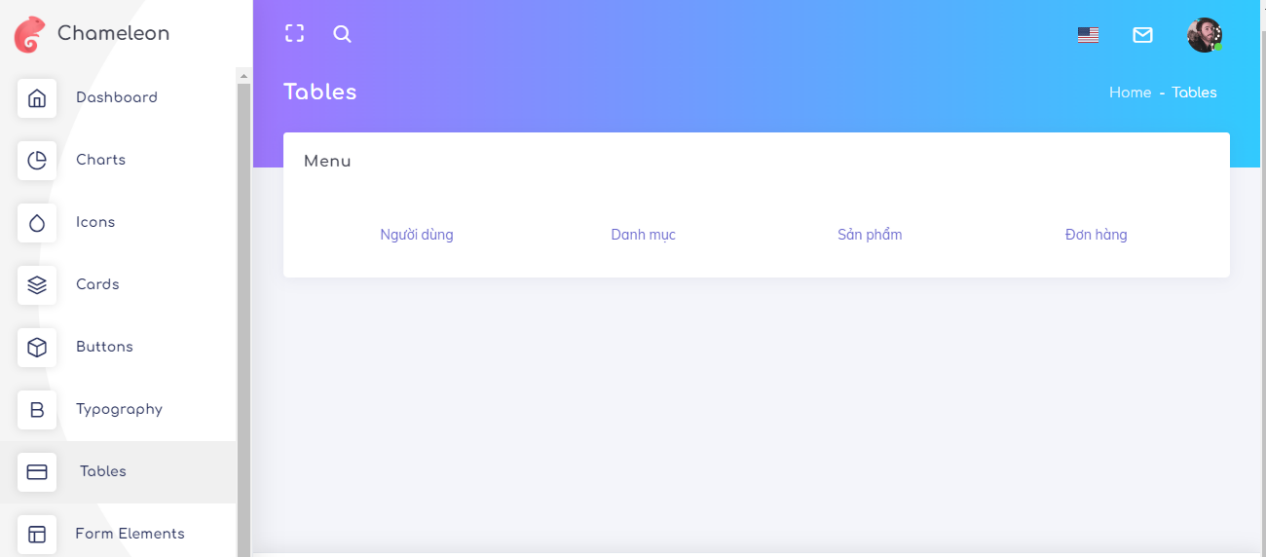 Chameleon
Dashboard
Charts
Icons
Cards
Buttons
Typography
Tables
Form Elements
Tables
Home - Tables
Menu
Người dùng Danh mục Sản phẩm Đơn hàng